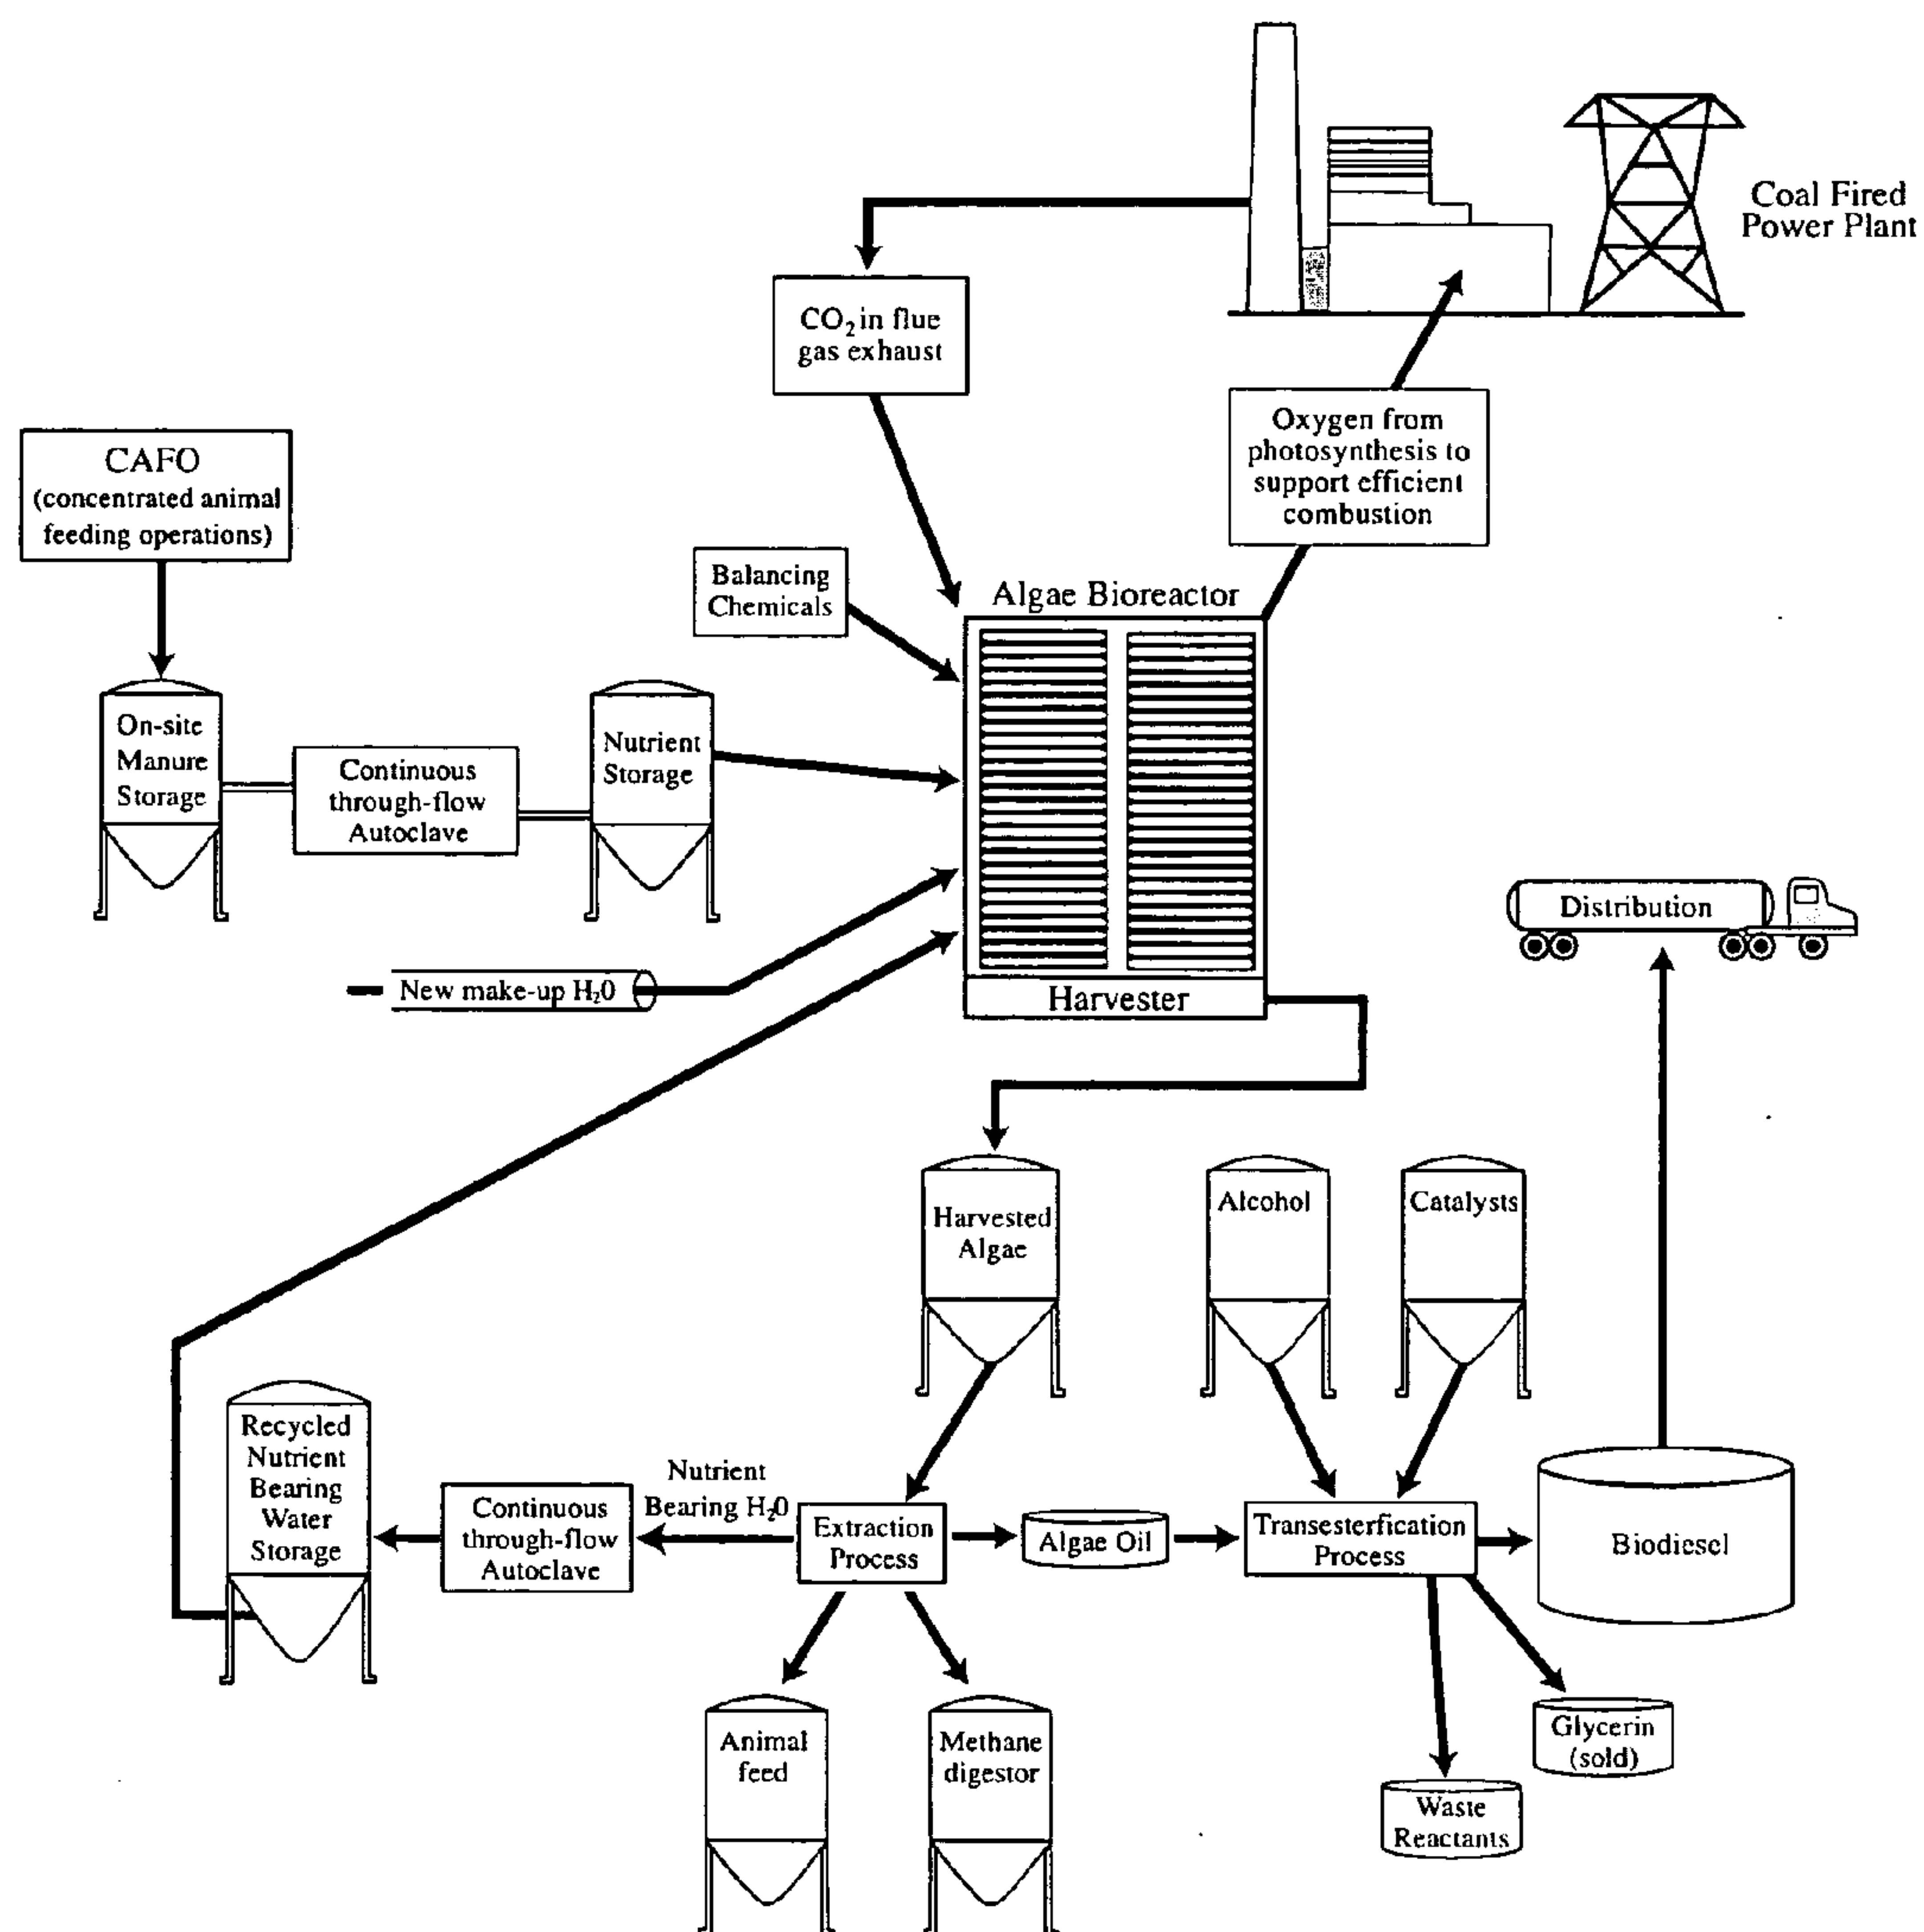 Coal Fired
Power Plant
CO2 in flue
gas exhaust
Oxygen from
photosynthesis to
support efficient
combustion
CAFO
(concentrated animal
feeding operations)
Balancing
Chemicals
Algae Bioreactor
On-site
Manure
Storage
Continuous
through-flow
Autoclave
Nutrient
Storage
Distribution
New make-up H20
Harvester
Harvested
Algae
Alcohol
Catalysts
Recycled
Nutrient
Bearing
Water
Storage
Continuous
through-flow
Autoclave
Nutrient
Bearing H20
Extraction
Process
Algae Oil
Transesterfication
Process
Biodiesel
Animal
feed
Methane
digestor
Glycerin
(sold)
Waste
Reactants